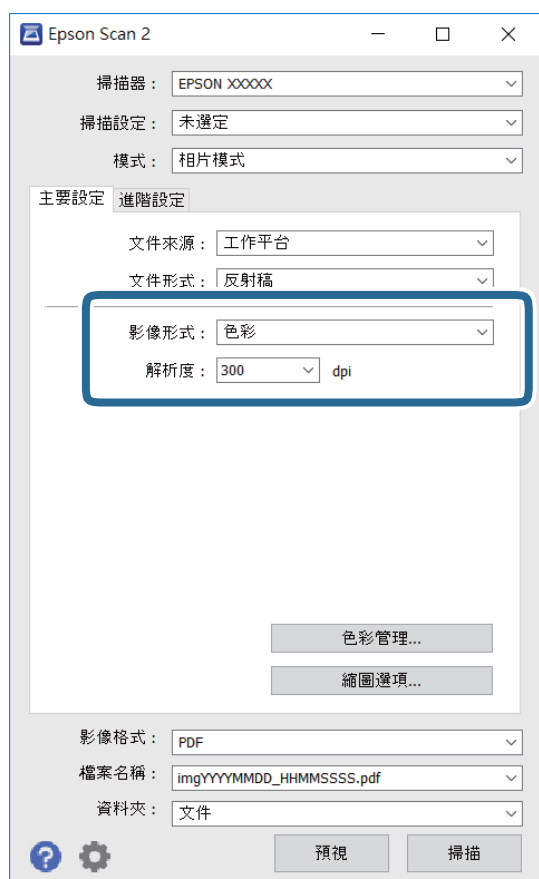 Epson Scan 2
掃描器： EPSON XXXXX
掃描設定： 未選定
模式： 相片模式
主要設定 進階設定
文件來源： 工作平台
文件形式： 反射稿
影像形式： 色彩
解析度： 300 dpi
色彩管理...
縮圖選項...
影像格式： PDF
檔案名稱： imgYYYYMMDD_HHMMSSSS.pdf
資料夾： 文件
? 預視 掃描